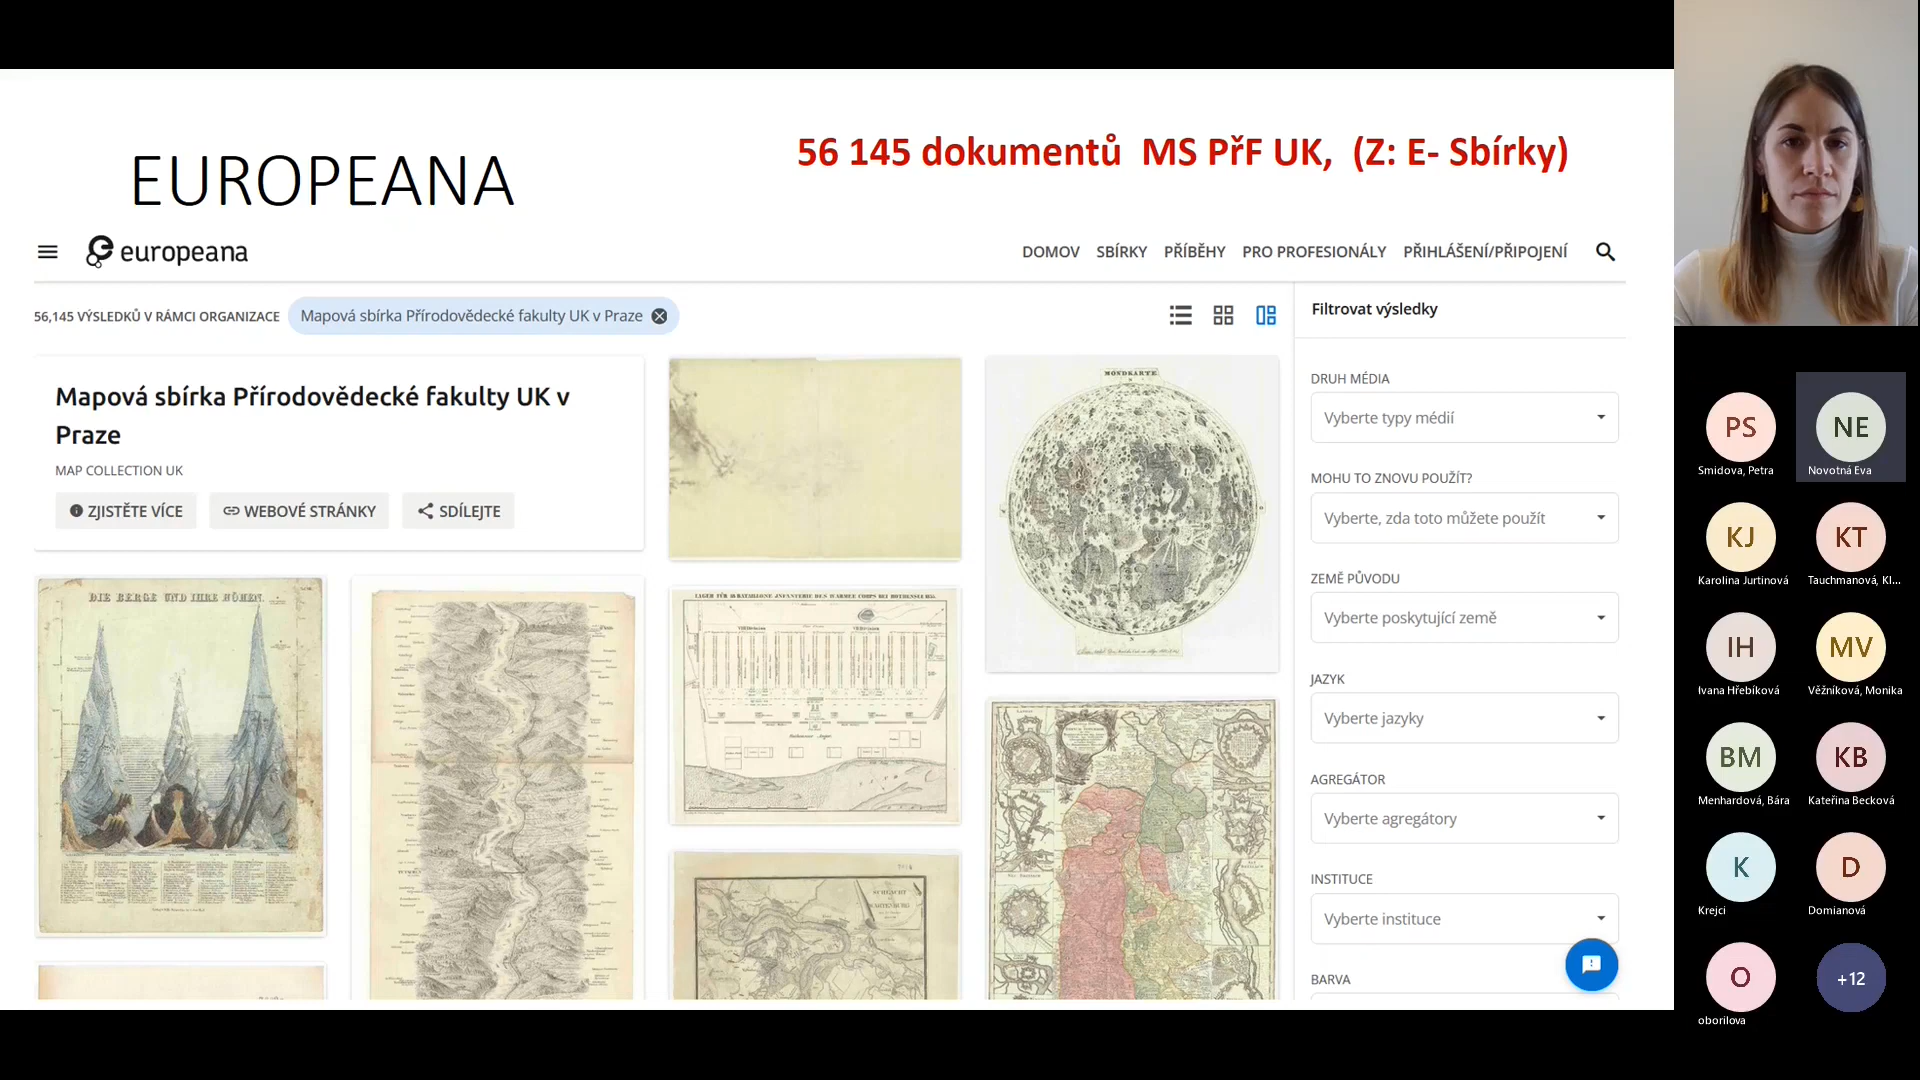 EUROPEANA
56 145 dokumentů MS PřF UK, (Z: E- Sbírky)
europeana
DOMOV SBÍRKY PŘÍBĚHY PRO PROFESIONÁLY PŘIHLÁŠENÍ/PŘIPOJENÍ
56,145 VÝSLEDKŮ V RÁMCI ORGANIZACE Mapová sbírka Přírodovědecké fakulty UK v Praze
Mapová sbírka Přírodovědecké fakulty UK v
Praze
MAP COLLECTION UK
ZJISTĚTE VÍCE WEBOVÉ STRÁNKY SDÍLEJTE
DIE BERGE UND IHRE HÖHEN.
MONDKARTE
Filtrovat výsledky
DRUH MÉDIA
Vyberte typy médií
MOHU TO ZNOVU POUŽÍT?
Vyberte, zda toto můžete použít
ZEMĚ PŮVODU
Vyberte poskytující země
JAZYK
Vyberte jazyky
AGREGÁTOR
Vyberte agregátory
INSTITUCE
Vyberte instituce
BARVA
PS
Smidova, Petra
NE
Novotná Eva
KJ
Karolina Jurtinová
KT
Tauchmanová, Kl...
IH
Ivana Hřebíková
MV
Věžníková, Monika
BM
Menhardová, Bára
KB
Kateřina Becková
K
Krejci
D
Domianová
O
oborilova
+12